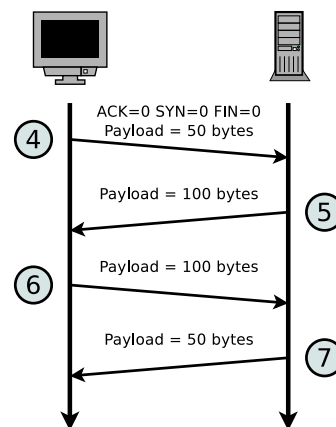 ACK=0 SYN=0 FIN=0
4
Payload = 50 bytes
Payload = 100 bytes
5
6
Payload = 100 bytes
Payload = 50 bytes
7